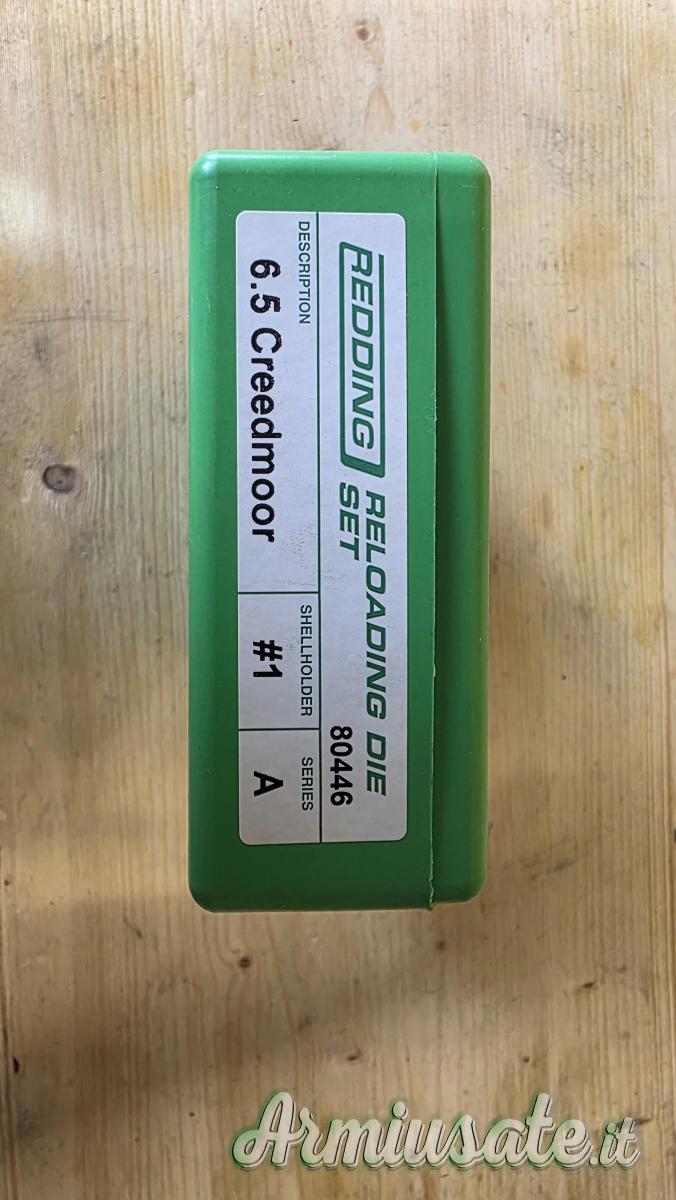 REDDING RELOADING DIE
SET
80446
DESCRIPTION
6.5 Creedmoor
SHELLHOLDER
#1
SERIES
A
Armiusate.it